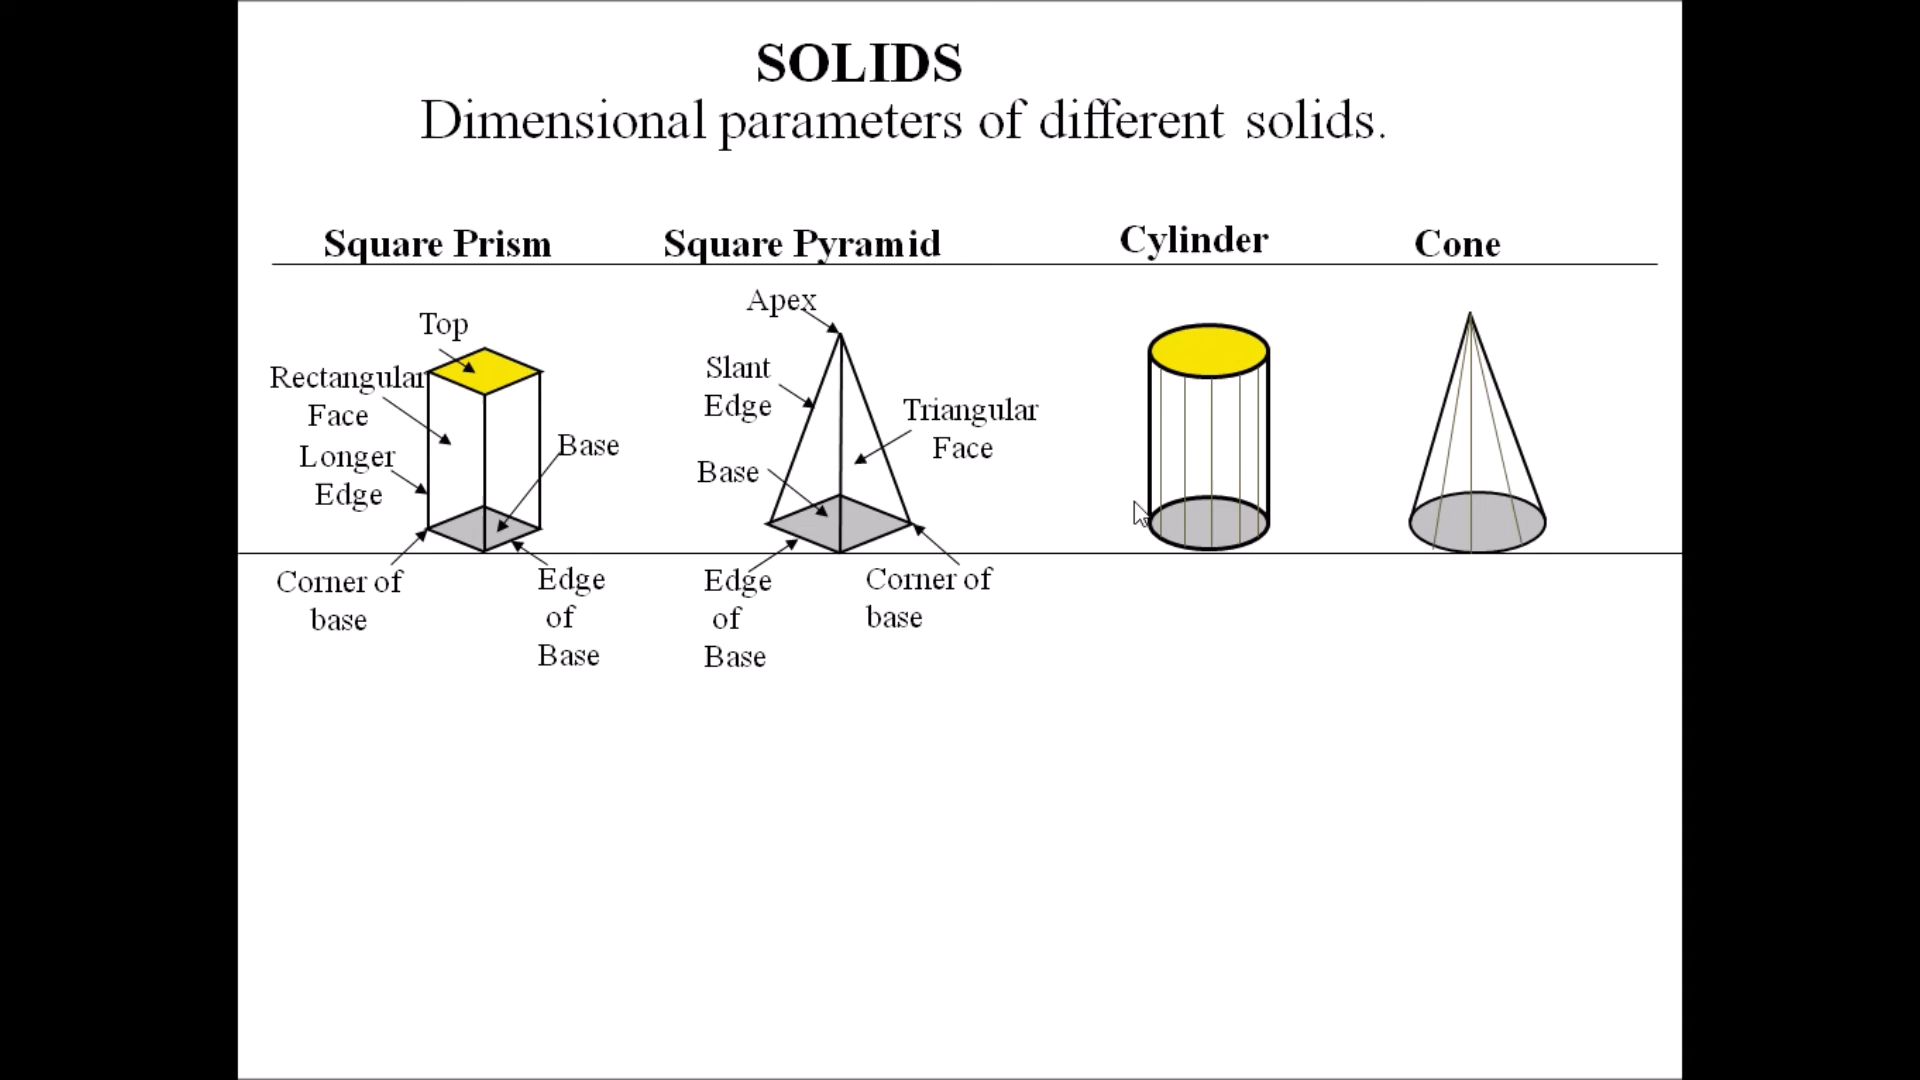 SOLIDS
Dimensional parameters of different solids.
Square Prism
Square Pyramid
Cylinder
Cone
Top
Rectangular
Face
Longer
Edge
Base
Corner of
base
Edge
of
Base
Apex
Slant
Edge
Triangular
Face
Base
Edge
of
Base
Corner of
base